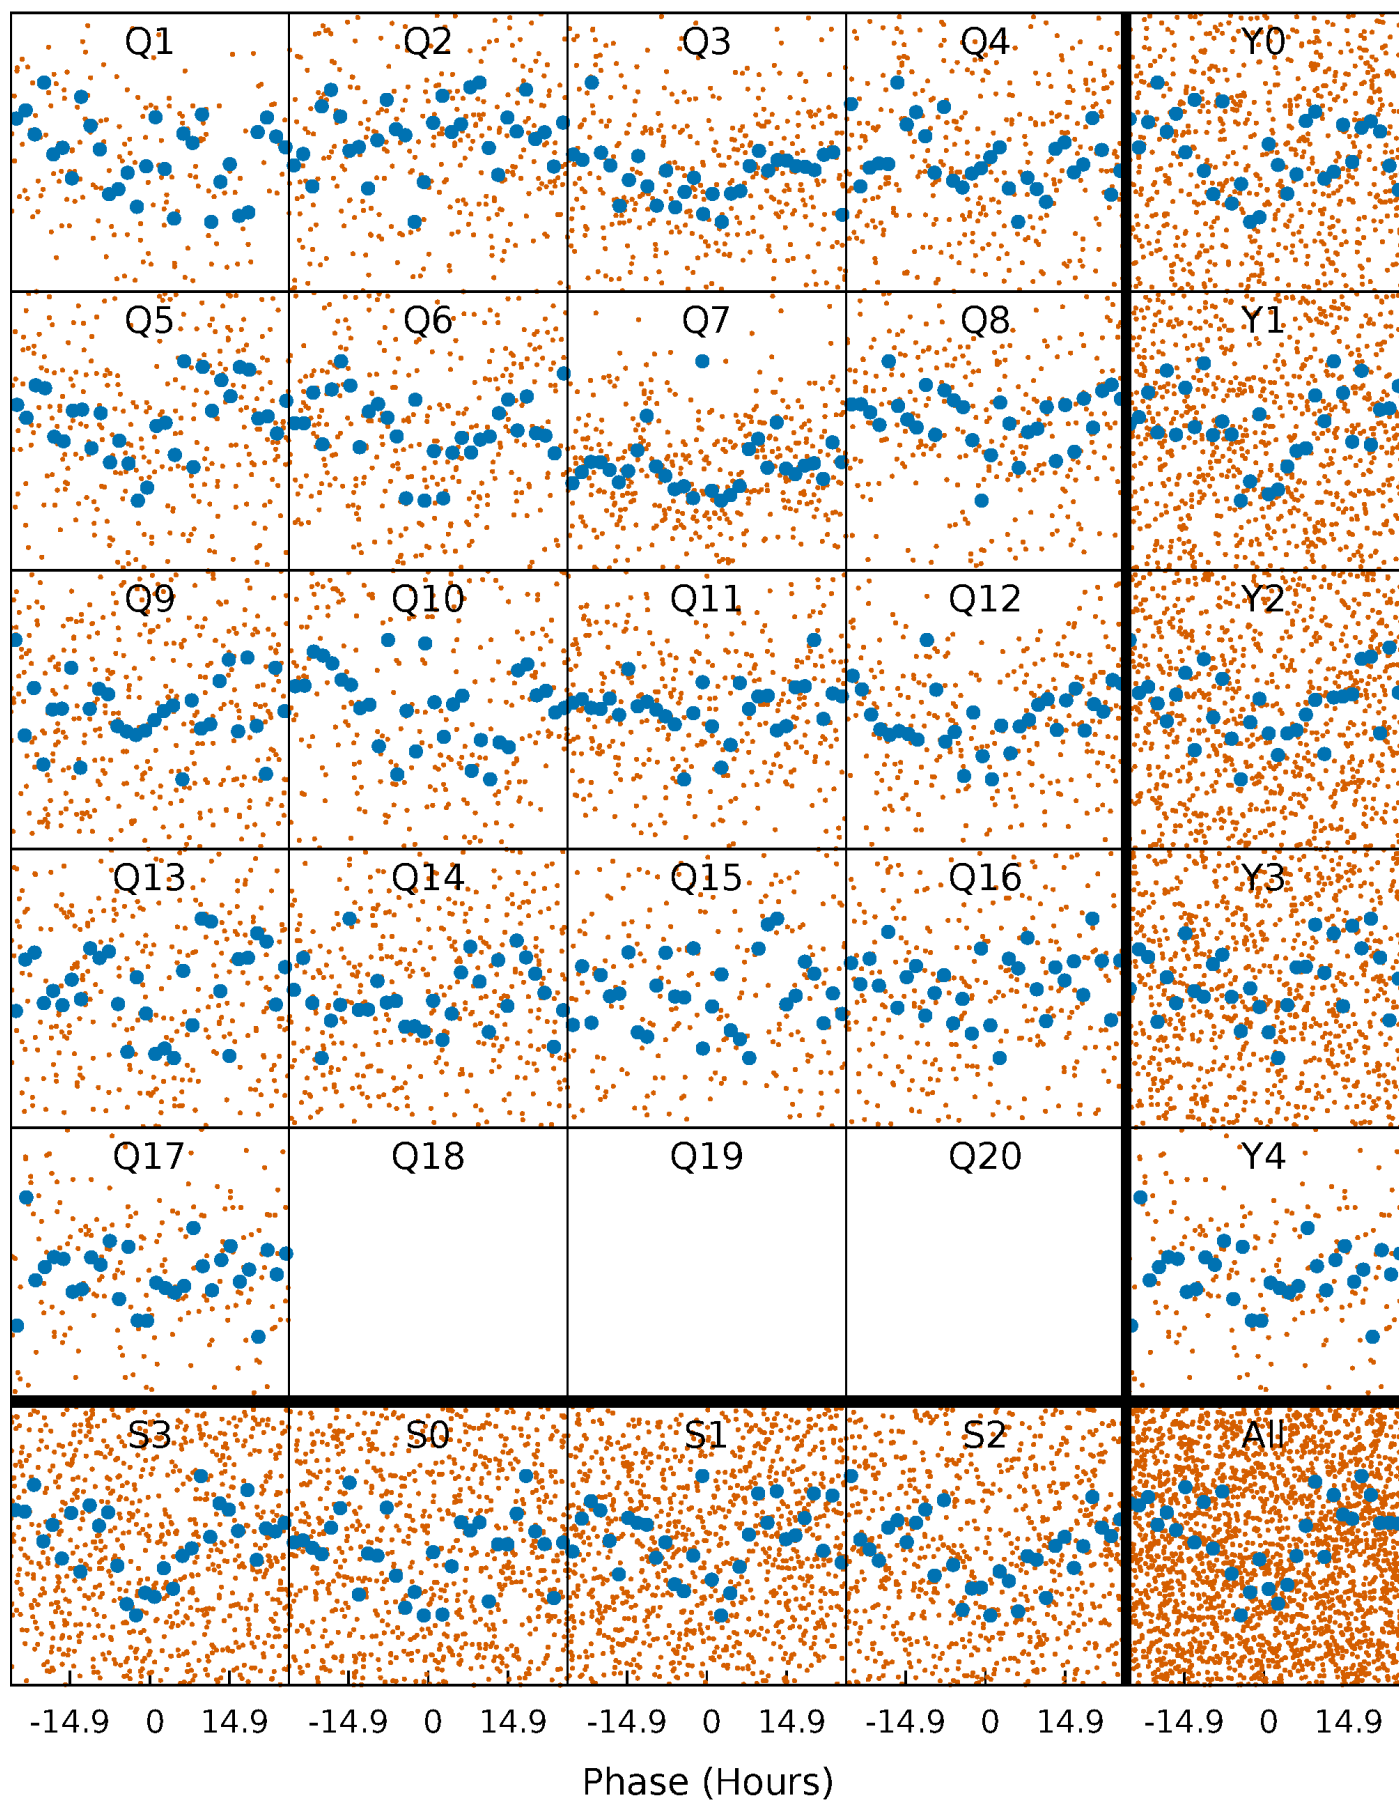 Q1 Q2 Q3 Q4 Y0
Q5 Q6 Q7 Q8 Y1
Q9 Q10 Q11 Q12 Y2
Q13 Q14 Q15 Q16 Y3
Q17 Q18 Q19 Q20 Y4
S3 S0 S1 S2 All
-14.9 0 14.9 -14.9 0 14.9 -14.9 0 14.9 -14.9 0 14.9 -14.9 0 14.9
Phase (Hours)